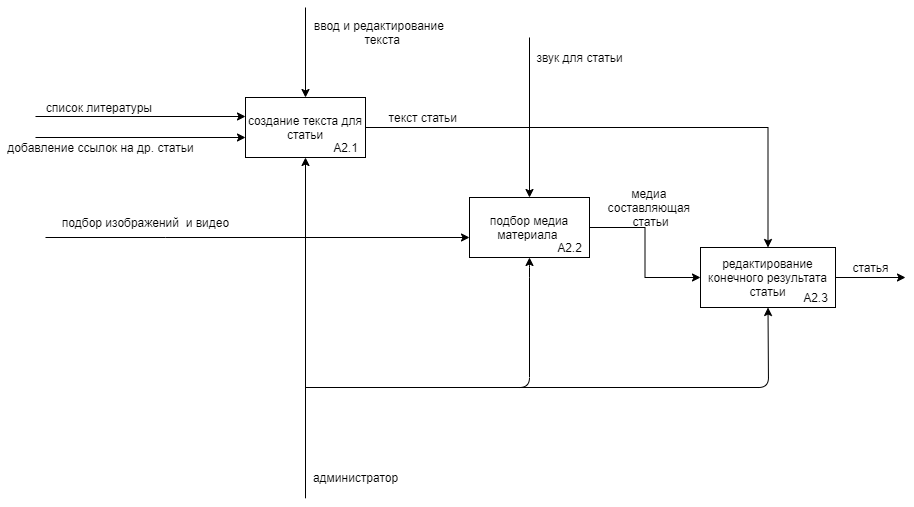 ввод и редактирование
текста
звук для статьи
список литературы
добавление ссылок на др. статьи
создание текста для
статьи
A2.1
текст статьи
подбор изображений и видео
подбор медиа
материала
A2.2
медиа
составляющая
статьи
редактирование
конечного результата
статьи
A2.3
статья
администратор